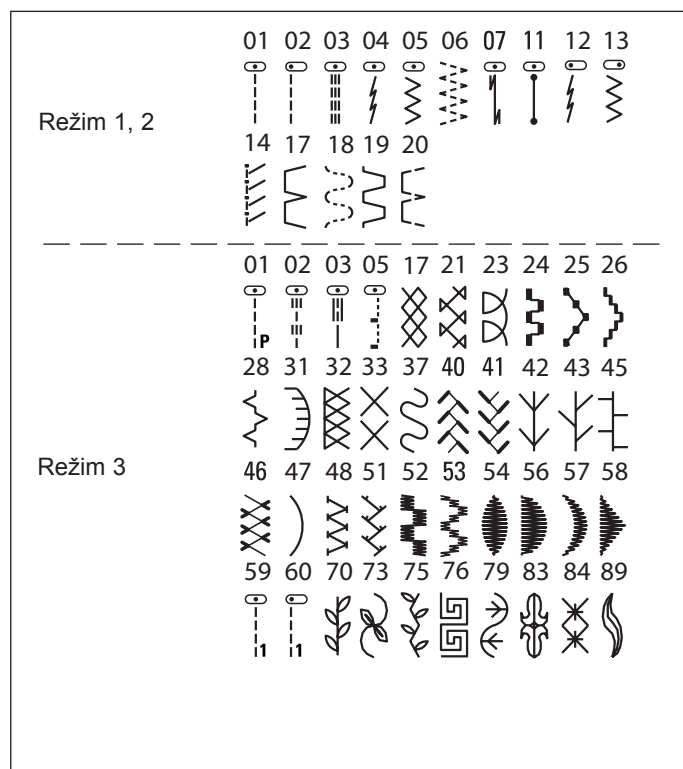 01 02 03 04 05 06 07 11 12 13
Režim 1, 2
14 17 18 19 20
01 02 03 05 17 21 23 24 25 26
P
28 31 32 33 37 40 41 42 43 45
Režim 3
46 47 48 51 52 53 54 56 57 58
59 60 70 73 75 76 79 83 84 89
1 1